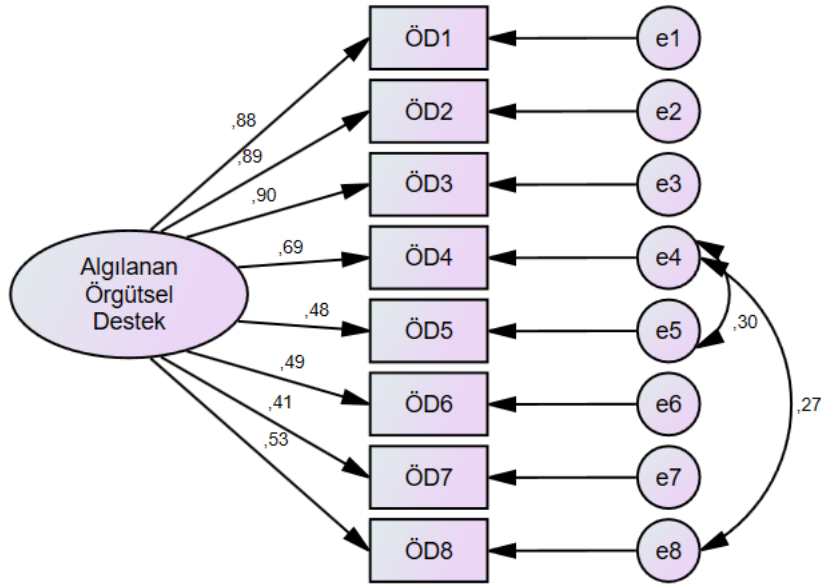 ÖD1
e1
,88
ÖD2
e2
,89
ÖD3
e3
,90
ÖD4
e4
,69
Algılanan
Örgütsel
Destek
ÖD5
e5
,48
,30
ÖD6
e6
,49
,27
ÖD7
e7
,41
ÖD8
e8
,53